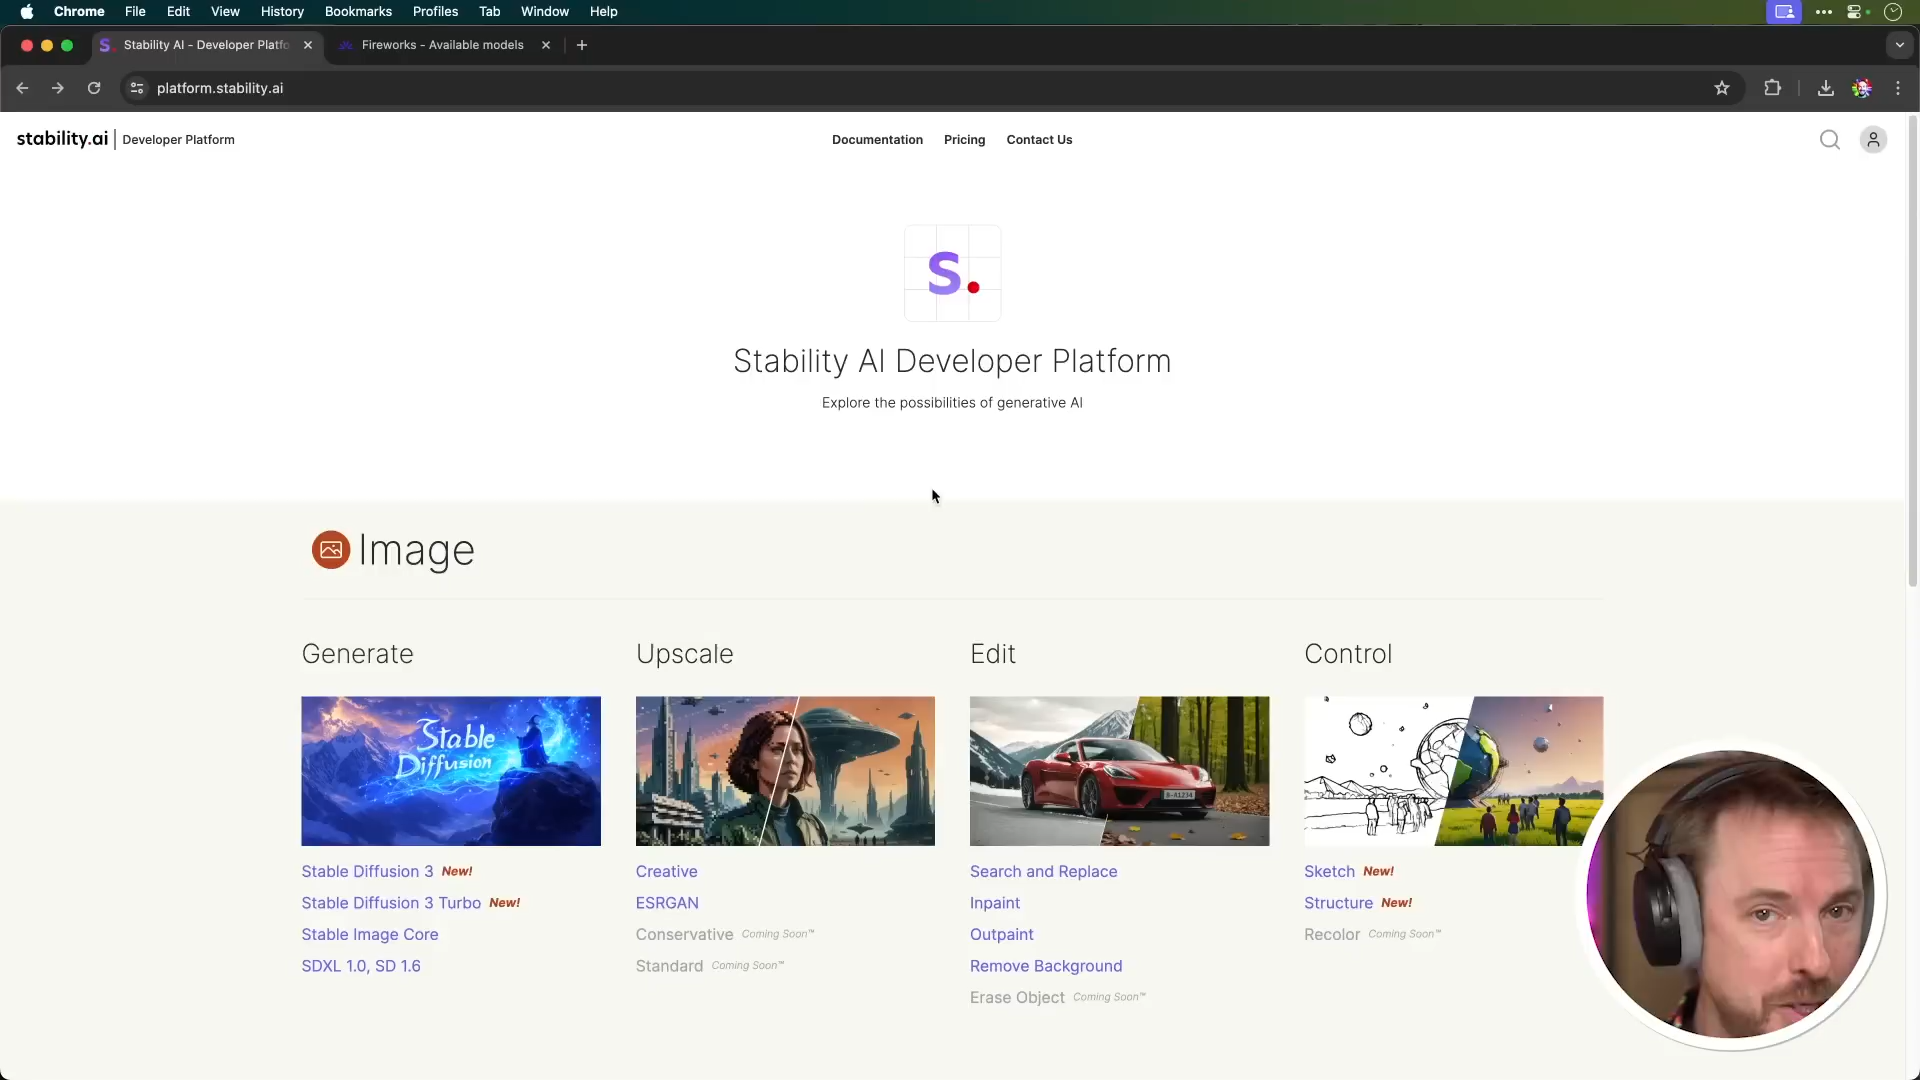 Chrome File Edit View History Bookmarks Profiles Tab Window Help
Stability AI - Developer Platfo
Fireworks - Available models
platform.stability.ai
stability.ai | Developer Platform
Documentation Pricing Contact Us
S.
Stability AI Developer Platform
Explore the possibilities of generative AI
Image
Generate
Stable
Diffusion
Stable Diffusion 3 New!
Stable Diffusion 3 Turbo New!
Stable Image Core
SDXL 1.0, SD 1.6
Upscale
Creative
ESRGAN
Conservative Coming Soon™
Standard Coming Soon™
Edit
Search and Replace
Inpaint
Outpaint
Remove Background
Erase Object Coming Soon™
Control
Sketch New!
Structure New!
Recolor Coming Soon™